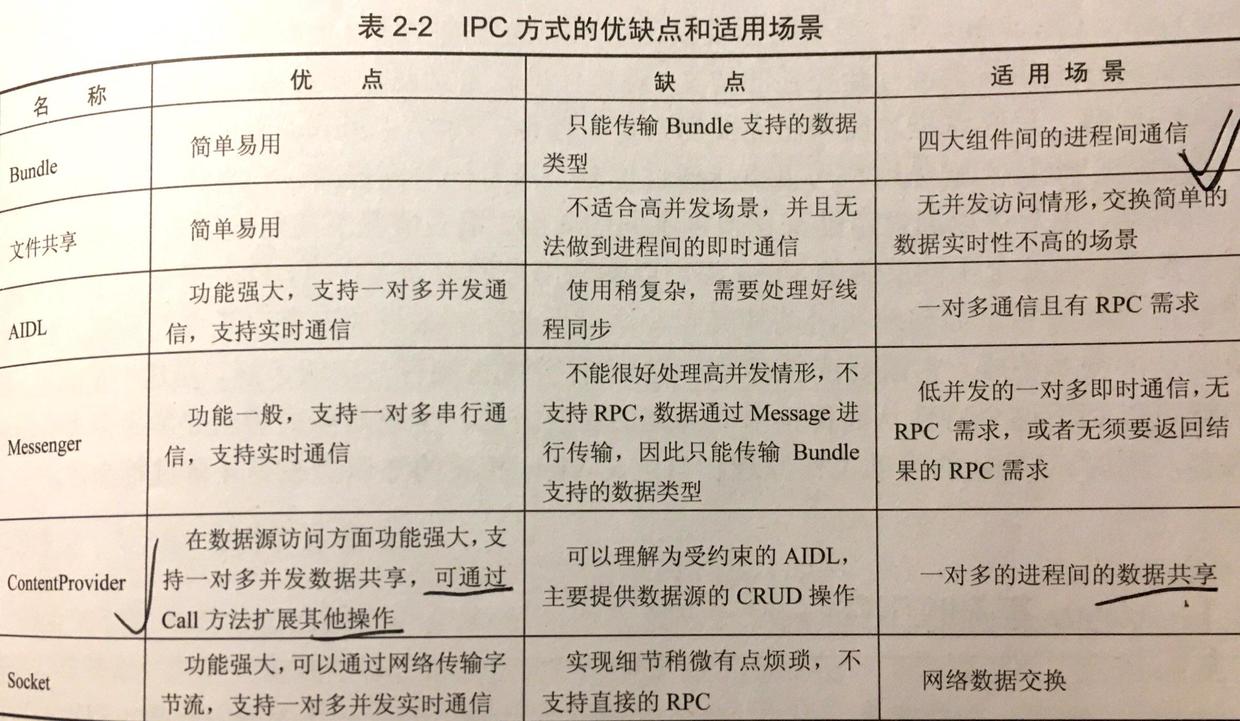 表 2-2 IPC 方式的优缺点和适用场景
名 称
优 点
缺 点
适 用 场 景
Bundle
简单易用
只能传输 Bundle 支持的数据
类型
四大组件间的进程间通信
文件共享
简单易用
不适合高并发场景，并且无
法做到进程间的即时通信
无并发访问情形，交换简单的
数据实时性不高的场景
AIDL
功能强大，支持一对多并发通
信，支持实时通信
使用稍复杂，需要处理好线
程同步
一对多通信且有 RPC 需求
Messenger
功能一般，支持一对多串行通
信，支持实时通信
不能很好处理高并发情形，不
支持 RPC，数据通过 Message 进
行传输，因此只能传输 Bundle
支持的数据类型
低并发的一对多即时通信，无
RPC 需求，或者无须要返回结
果的 RPC 需求
ContentProvider
在数据源访问方面功能强大，支
持一对多并发数据共享，可通过
Call 方法扩展其他操作
可以理解为受约束的 AIDL，
主要提供数据源的 CRUD 操作
一对多的进程间的数据共享
Socket
功能强大，可以通过网络传输字
节流，支持一对多并发实时通信
实现细节稍微有点烦琐，不
支持直接的 RPC
网络数据交换